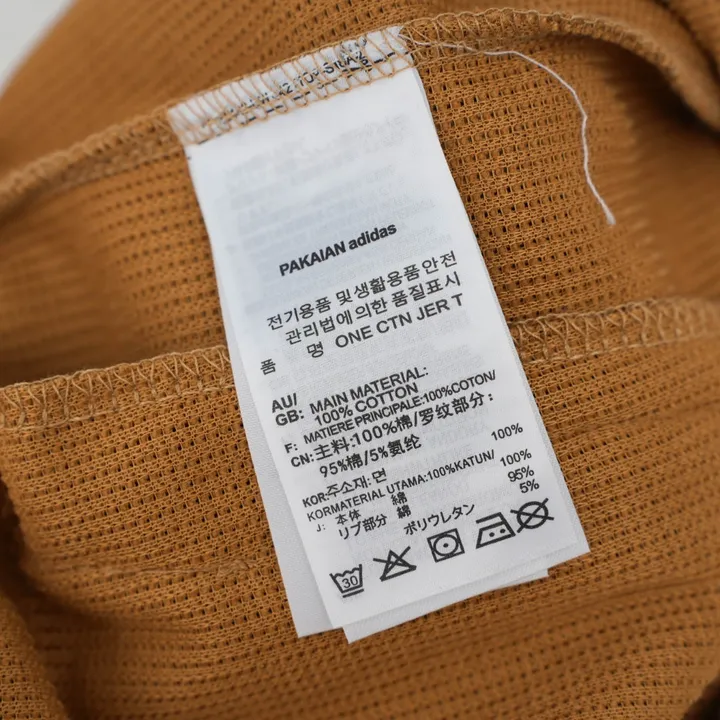 PAKAIAN adidas
전기용품 및 생활용품 안전
관리법에 의한 품질표시
품 명 ONE CTN JER T
AU/
GB: MAIN MATERIAL:
100% COTTON
F: MATIERE PRINCIPALE:100%COTON/
CN:主料:100%棉/罗纹部分:
95%棉/5%氨纶
KOR:주소재:면 100%
KORMATERIAL UTAMA:100%KATUN/
J: 本体 綿 100%
リブ部分 綿 95%
ポリウレタン 5%
30